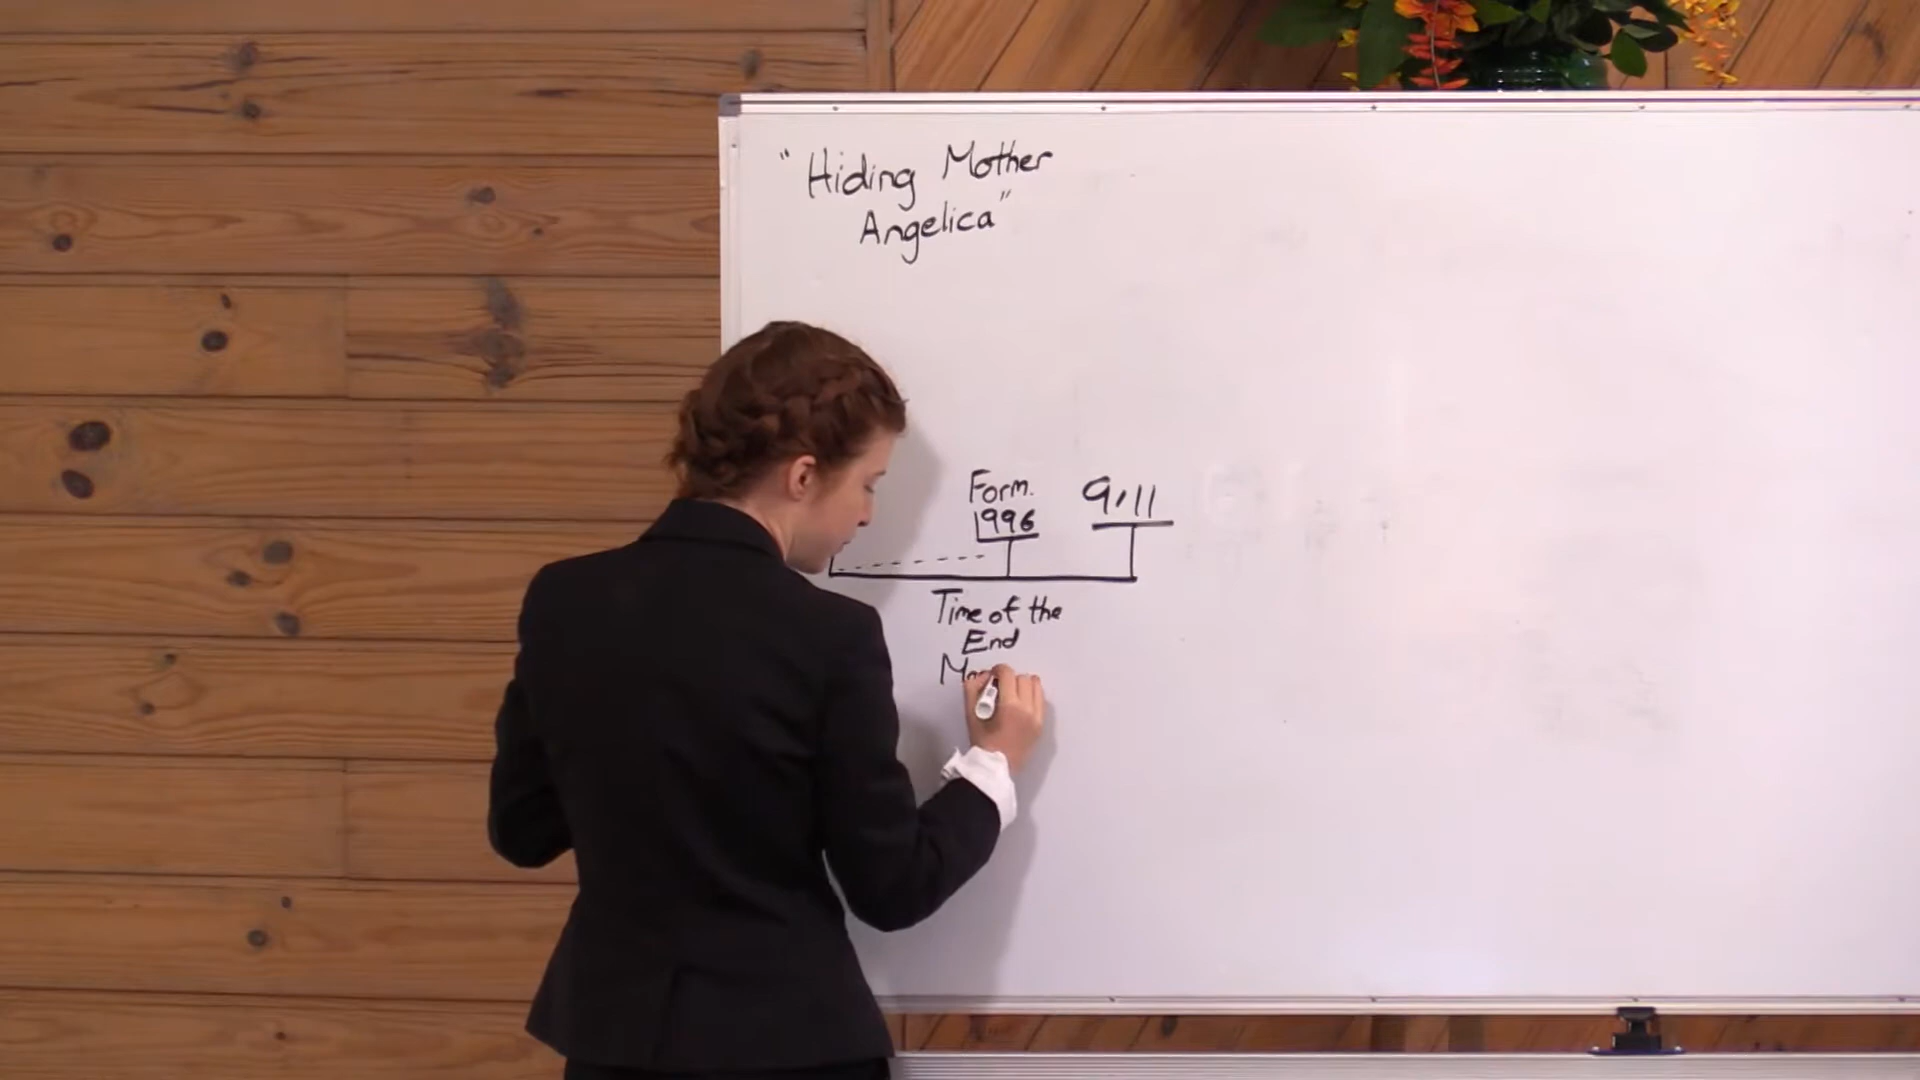 "Hiding Mother
Angelica"
Form.
1996
9/11
Time of the
End